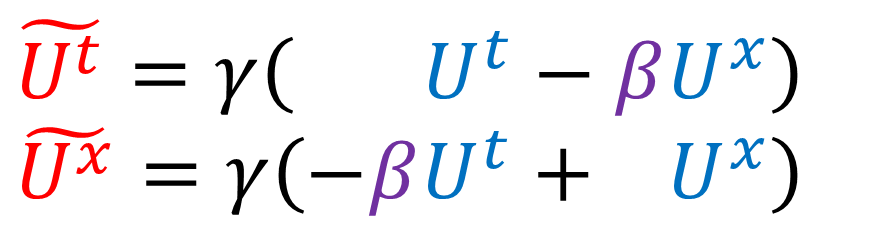 Ũᵗ = γ( Uᵗ − βUˣ)
Ũˣ = γ(−βUᵗ + Uˣ)